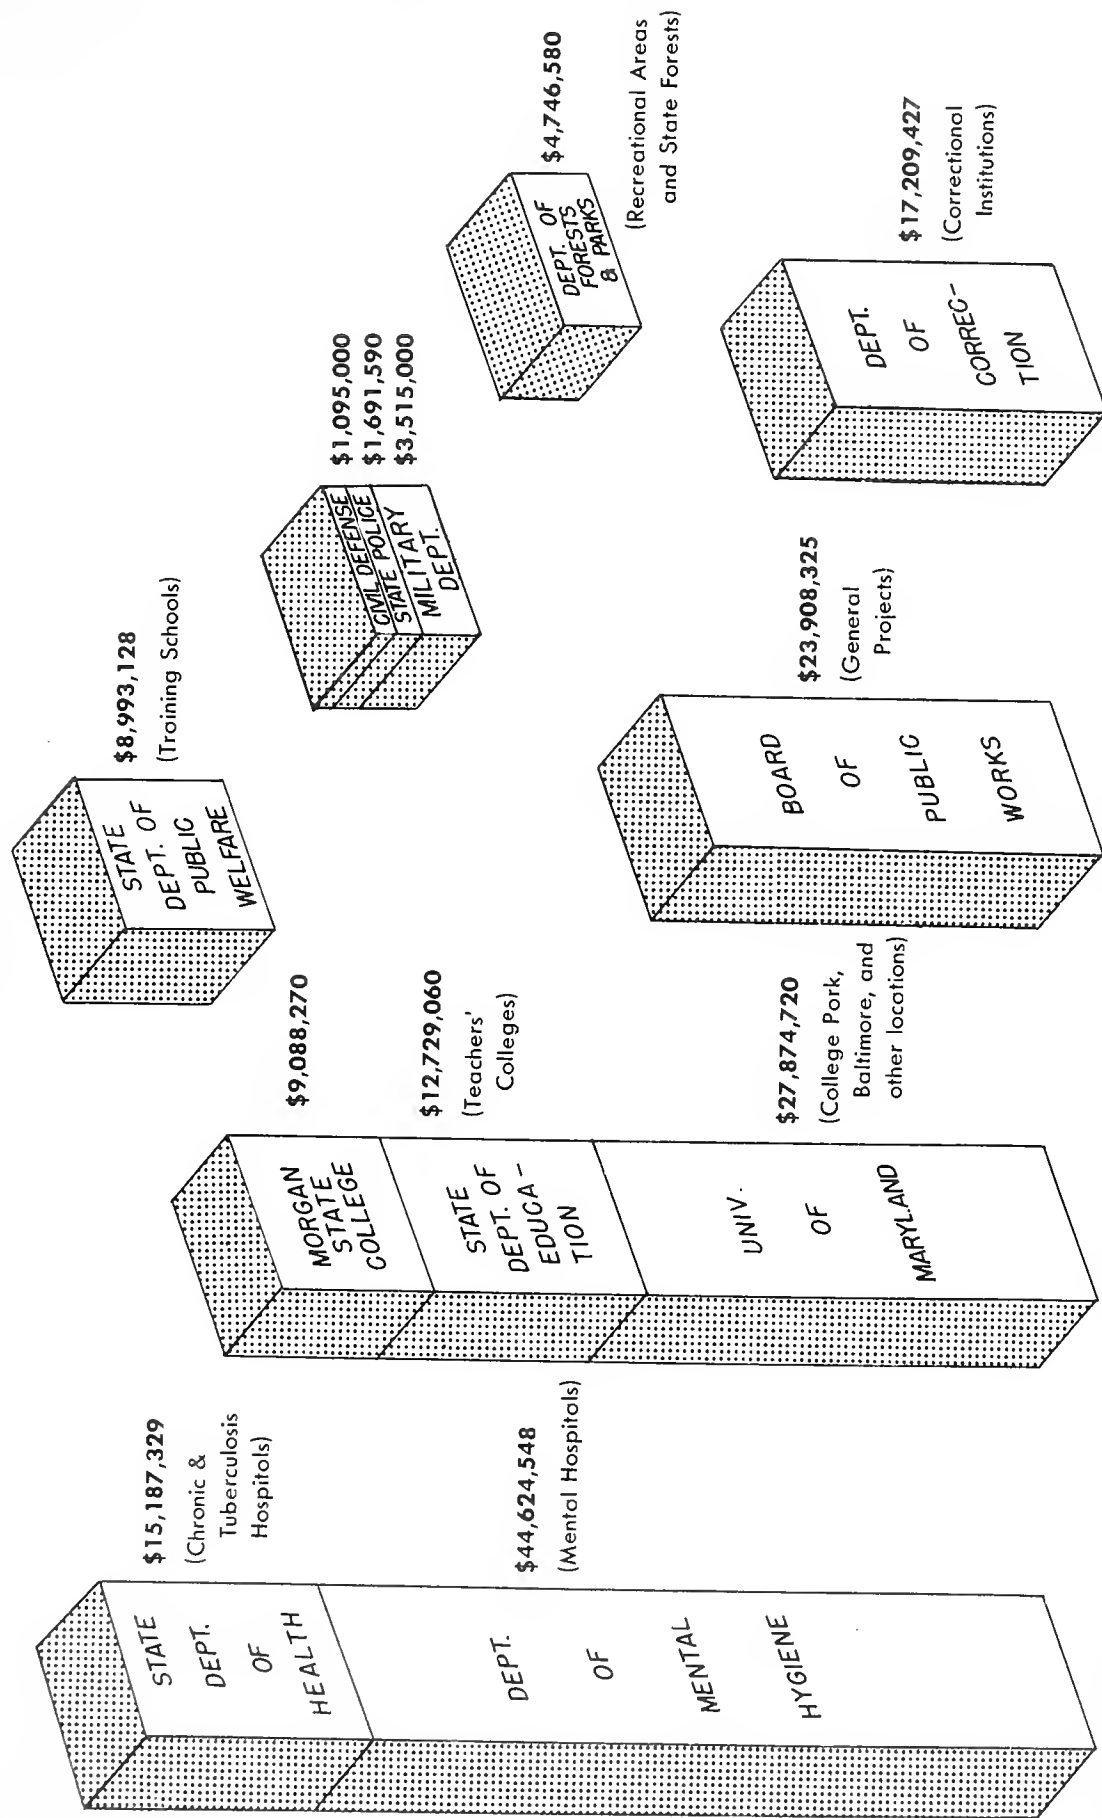 STATE
DEPT.
OF
HEALTH
$15,187,329
(Chronic &
Tuberculosis
Hospitals)
DEPT.
OF
MENTAL
HYGIENE
$44,624,548
(Mental Hospitals)
MORGAN
STATE
COLLEGE
$9,088,270
STATE
DEPT. OF
EDUCA-
TION
$12,729,060
(Teachers'
Colleges)
UNIV.
OF
MARYLAND
$27,874,720
(College Park,
Baltimore, and
other locations)
STATE
DEPT. OF
PUBLIC
WELFARE
$8,993,128
(Training Schools)
BOARD
OF
PUBLIC
WORKS
$23,908,325
(General
Projects)
CIVIL DEFENSE
STATE POLICE
MILITARY
DEPT.
$1,095,000
$1,691,590
$3,515,000
DEPT. OF
FORESTS
& PARKS
$4,746,580
(Recreational Areas
and State Forests)
DEPT.
OF
CORREC-
TION
$17,209,427
(Correctional
Institutions)